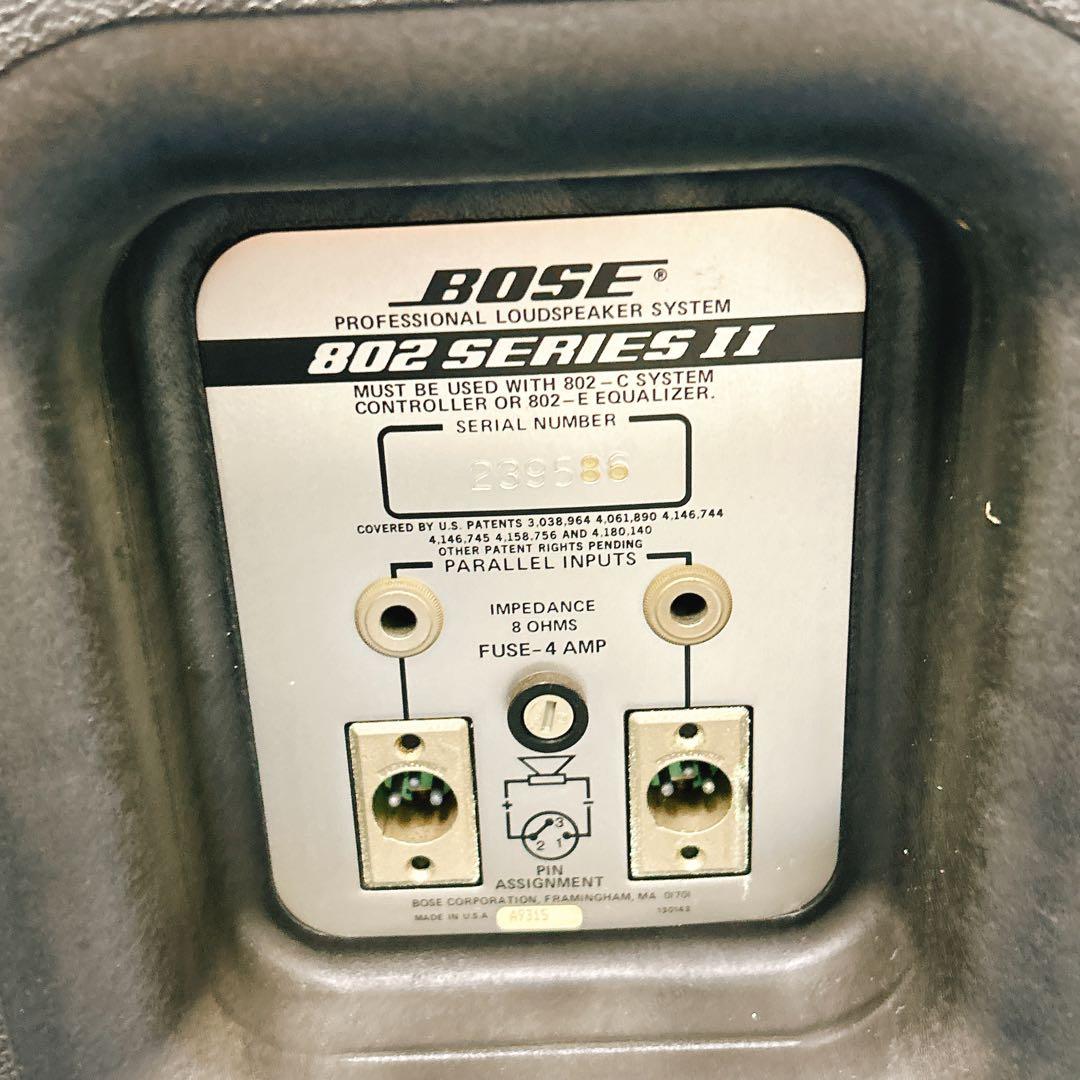 BOSE®
PROFESSIONAL LOUDSPEAKER SYSTEM
802 SERIES II
MUST BE USED WITH 802-C SYSTEM
CONTROLLER OR 802-E EQUALIZER.
SERIAL NUMBER
239586
COVERED BY U.S. PATENTS 3,038,964 4,061,890 4,146,744
4,146,745 4,158,756 AND 4,180,140
OTHER PATENT RIGHTS PENDING
PARALLEL INPUTS
IMPEDANCE
8 OHMS
FUSE-4 AMP
+ -
3
2 1
PIN
ASSIGNMENT
BOSE CORPORATION, FRAMINGHAM, MA 01701
MADE IN U.S.A A9315 130143